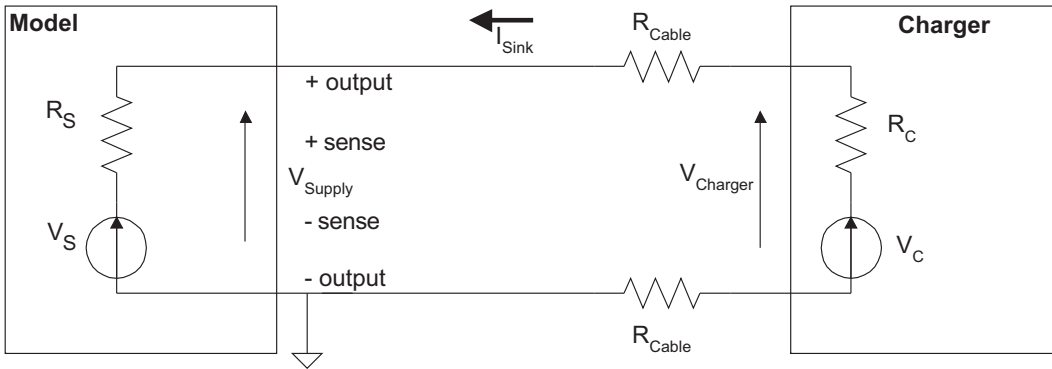 Model
Charger
I_Sink
R_Cable
+ output
R_S
R_C
+ sense
V_Supply
V_Charger
- sense
V_S
V_C
- output
R_Cable